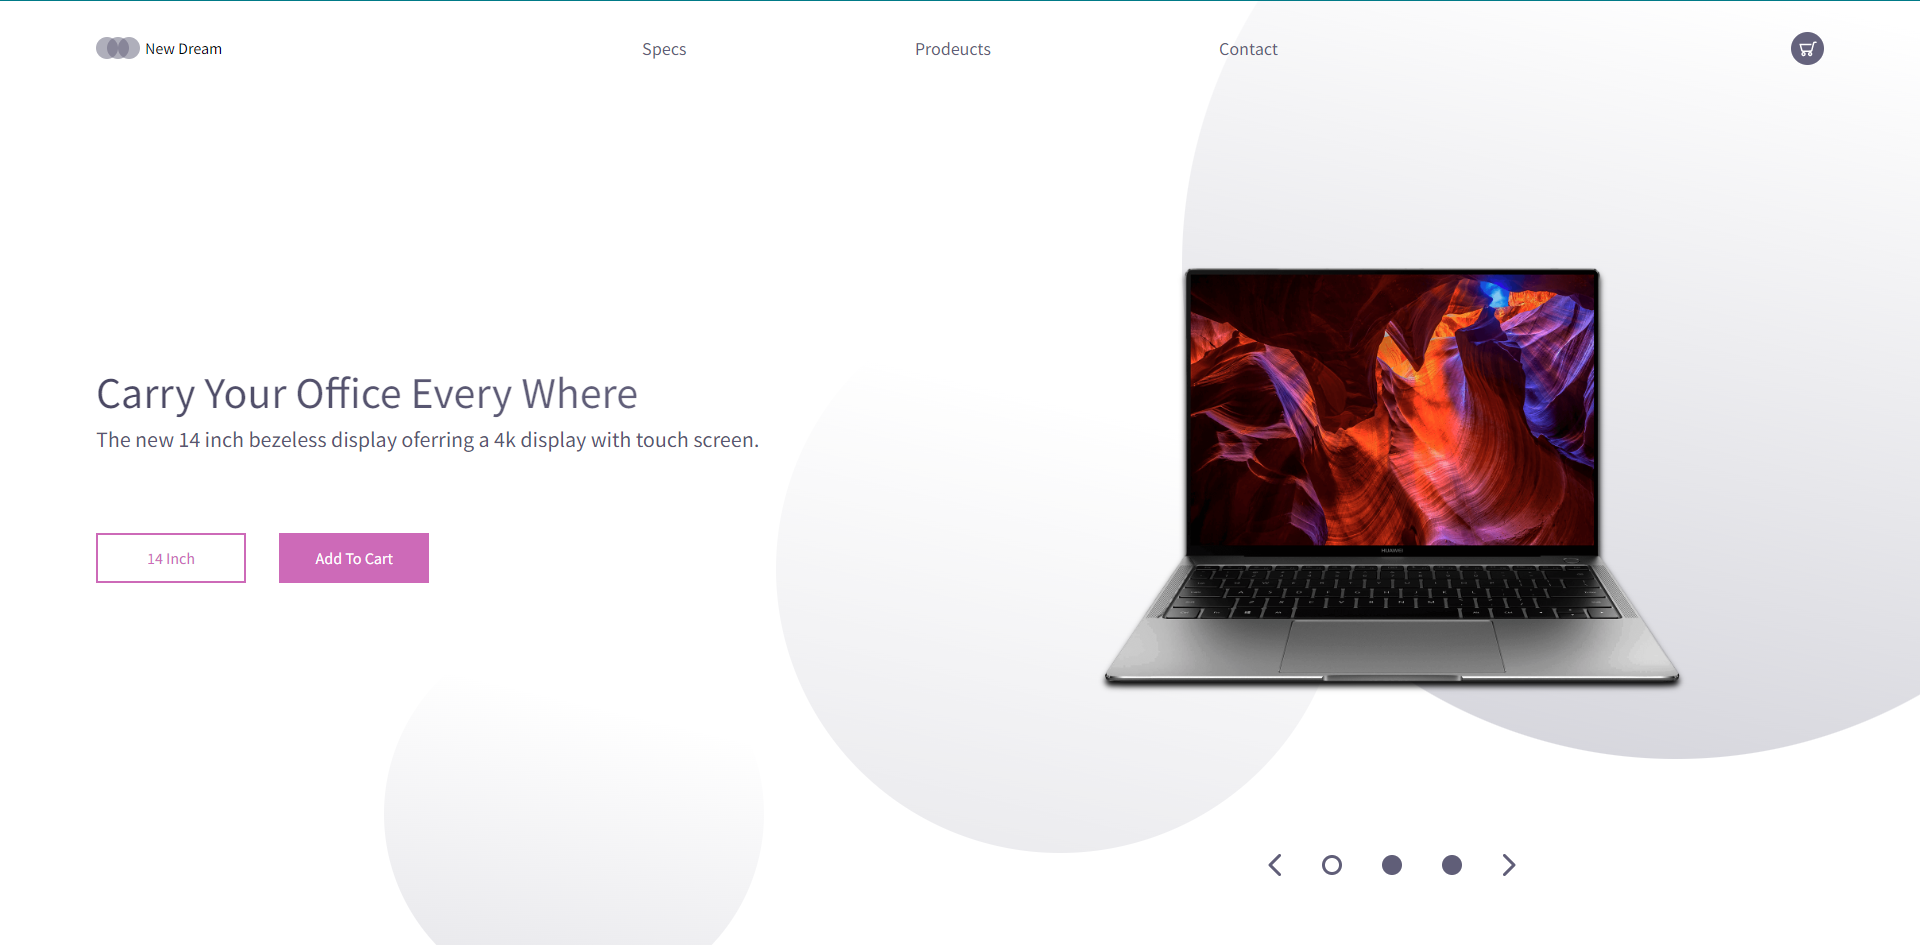 New Dream
Specs
Prodeucts
Contact
Carry Your Office Every Where
The new 14 inch bezeless display oferring a 4k display with touch screen.
14 Inch
Add To Cart
HUAWEI